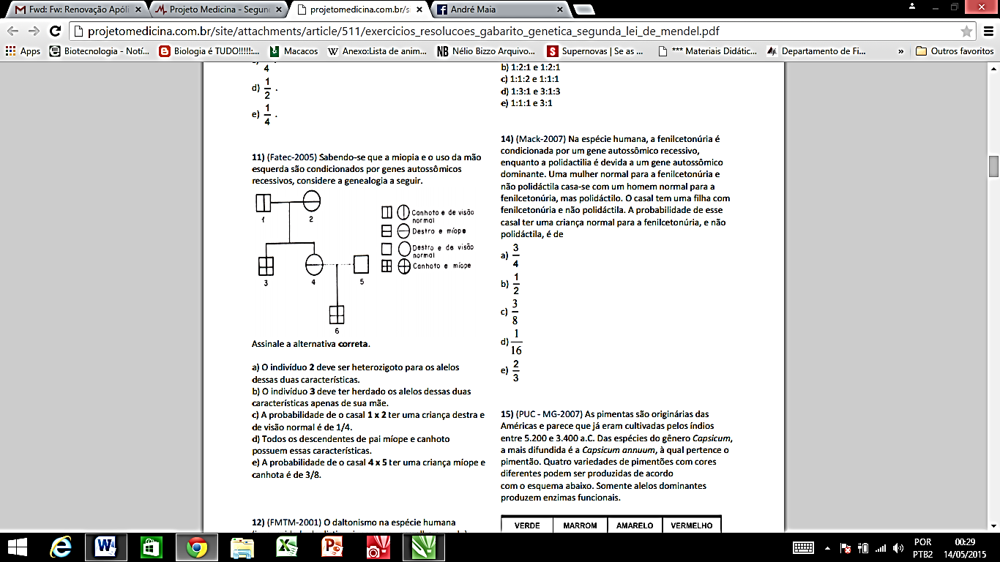 Fwd: Fw: Renovação Apóli
Projeto Medicina - Segund
projetomedicina.com.br/si
André Maia
projetomedicina.com.br/site/attachments/article/511/exercicios_resolucoes_gabarito_genetica_segunda_lei_de_mendel.pdf
Apps
Biotecnologia - Notí...
Biologia é TUDO!!!!!:...
Macacos
Anexo:Lista de anim...
Nélio Bizzo Arquivo...
Supernovas | Se as ...
*** Materiais Didátic...
Departamento de Fi...
»
Outros favoritos
4
d) 1/2 .
e) 1/4 .
11) (Fatec-2005) Sabendo-se que a miopia e o uso da mão
esquerda são condicionados por genes autossômicos
recessivos, considere a genealogia a seguir.
1
2
3
4
5
6
Canhoto e de visão
normal
Destro e míope
Destro e de visão
normal
Canhoto e míope
Assinale a alternativa correta.
a) O indivíduo 2 deve ser heterozigoto para os alelos
dessas duas características.
b) O indivíduo 3 deve ter herdado os alelos dessas duas
características apenas de sua mãe.
c) A probabilidade de o casal 1 x 2 ter uma criança destra e
de visão normal é de 1/4.
d) Todos os descendentes de pai míope e canhoto
possuem essas características.
e) A probabilidade de o casal 4 x 5 ter uma criança míope e
canhota é de 3/8.
12) (FMTM-2001) O daltonismo na espécie humana
b) 1:2:1 e 1:2:1
c) 1:1:2 e 1:1:1
d) 1:3:1 e 3:1:3
e) 1:1:1 e 3:1
14) (Mack-2007) Na espécie humana, a fenilcetonúria é
condicionada por um gene autossômico recessivo,
enquanto a polidactilia é devida a um gene autossômico
dominante. Uma mulher normal para a fenilcetonúria e
não polidáctila casa-se com um homem normal para a
fenilcetonúria, mas polidáctilo. O casal tem uma filha com
fenilcetonúria e não polidáctila. A probabilidade de esse
casal ter uma criança normal para a fenilcetonúria, e não
polidáctila, é de
a) 3/4
b) 1/2
c) 3/8
d) 1/16
e) 2/3
15) (PUC - MG-2007) As pimentas são originárias das
Américas e parece que já eram cultivadas pelos índios
entre 5.200 e 3.400 a.C. Das espécies do gênero Capsicum,
a mais difundida é a Capsicum annuum, à qual pertence o
pimentão. Quatro variedades de pimentões com cores
diferentes podem ser produzidas de acordo
com o esquema abaixo. Somente alelos dominantes
produzem enzimas funcionais.
VERDE MARROM AMARELO VERMELHO
POR
PTB2
00:29
14/05/2015